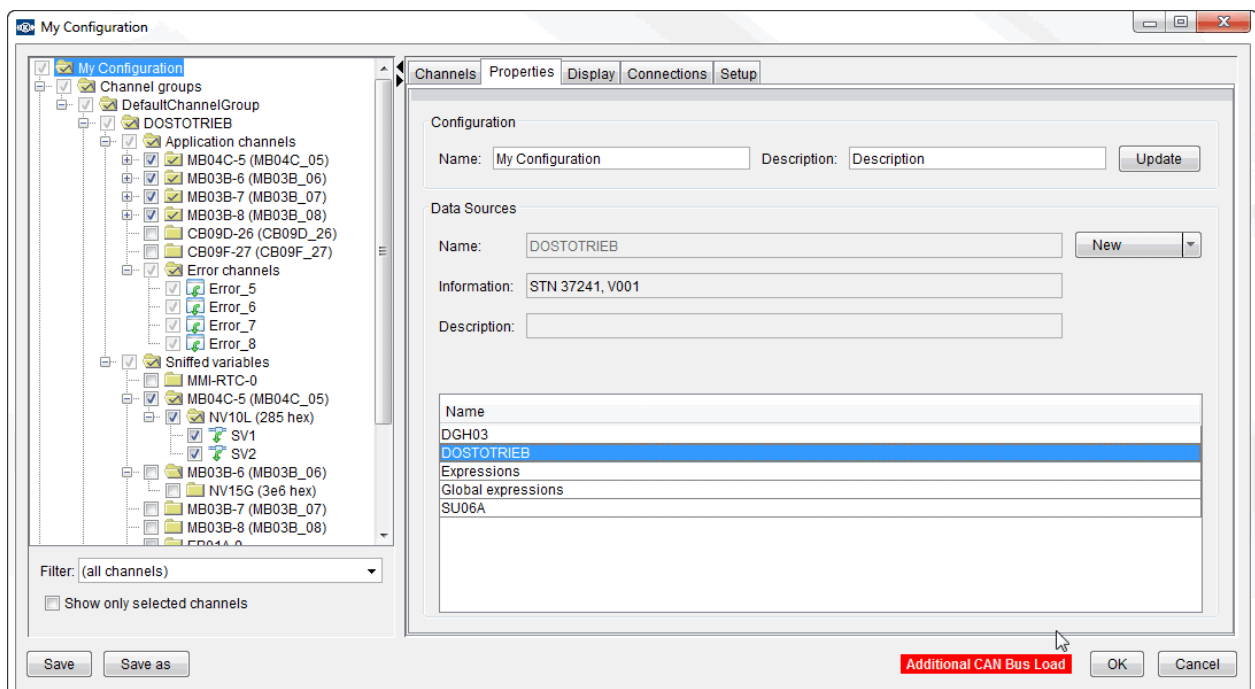 My Configuration
My Configuration
Channel groups
DefaultChannelGroup
DOSTOTRIEB
Application channels
MB04C-5 (MB04C_05)
MB03B-6 (MB03B_06)
MB03B-7 (MB03B_07)
MB03B-8 (MB03B_08)
CB09D-26 (CB09D_26)
CB09F-27 (CB09F_27)
Error channels
Error_5
Error_6
Error_7
Error_8
Sniffed variables
MMI-RTC-0
MB04C-5 (MB04C_05)
NV10L (285 hex)
SV1
SV2
MB03B-6 (MB03B_06)
NV15G (3e6 hex)
MB03B-7 (MB03B_07)
MB03B-8 (MB03B_08)
Filter: (all channels)
Show only selected channels
Channels Properties Display Connections Setup
Configuration
Name: My Configuration Description: Description Update
Data Sources
Name: DOSTOTRIEB New
Information: STN 37241, V001
Description:
Name
DGH03
DOSTOTRIEB
Expressions
Global expressions
SU06A
Save Save as Additional CAN Bus Load OK Cancel